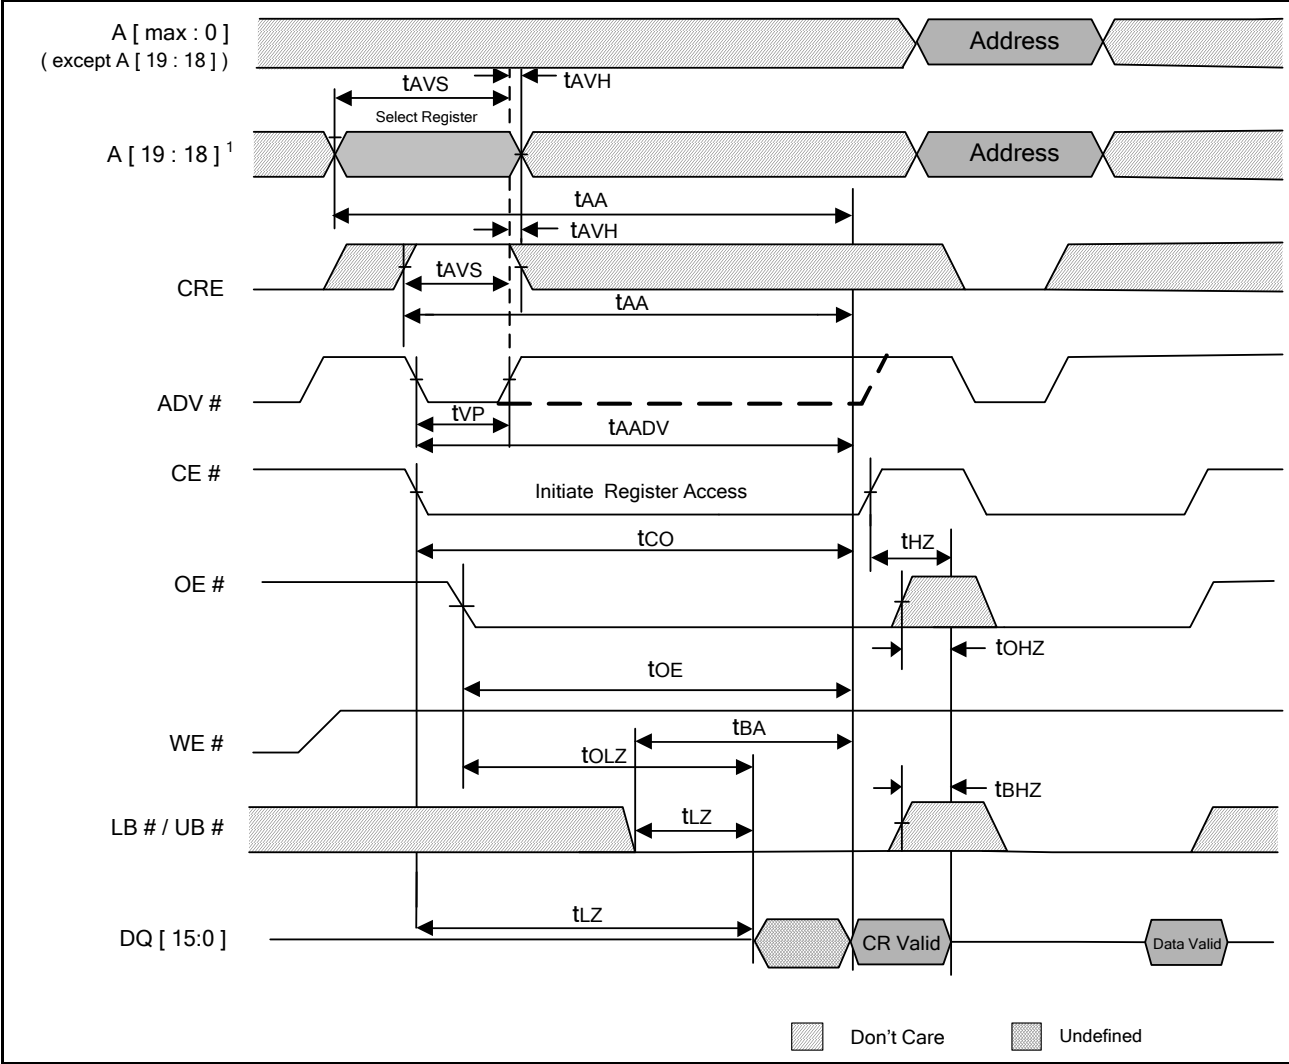 A [ max : 0 ]
( except A [ 19 : 18 ] )
Address
tAVS
tAVH
Select Register
A [ 19 : 18 ] 1
Address
tAA
tAVH
CRE
tAVS
tAA
ADV #
tVP
tAADV
CE #
Initiate Register Access
tCO
tHZ
OE #
tOHZ
tOE
WE #
tBA
tOLZ
tBHZ
LB # / UB #
tLZ
tLZ
DQ [ 15:0 ]
CR Valid
Data Valid
Don't Care
Undefined